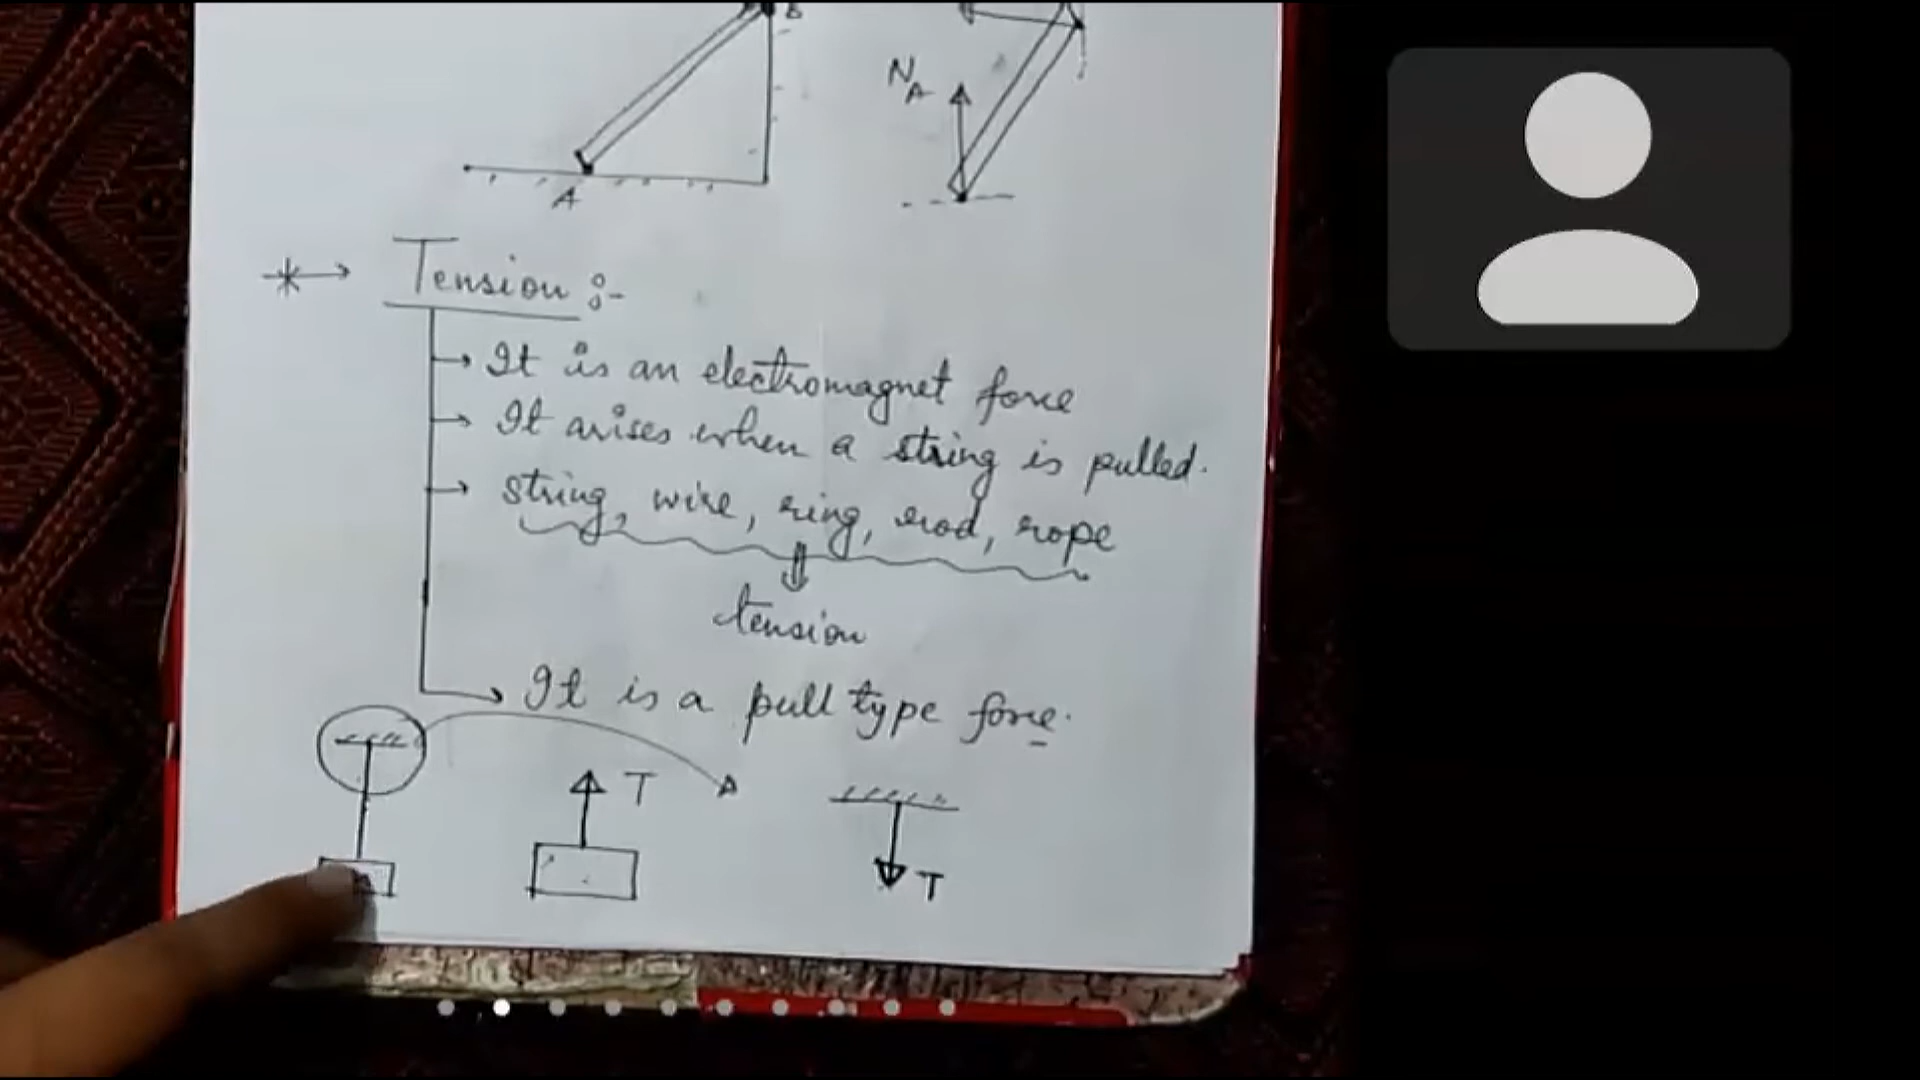 B
N_A
A
Tension :-
It is an electromagnet force
It arises when a string is pulled.
string, wire, ring, rod, rope
tension
It is a pull type force.
T
T